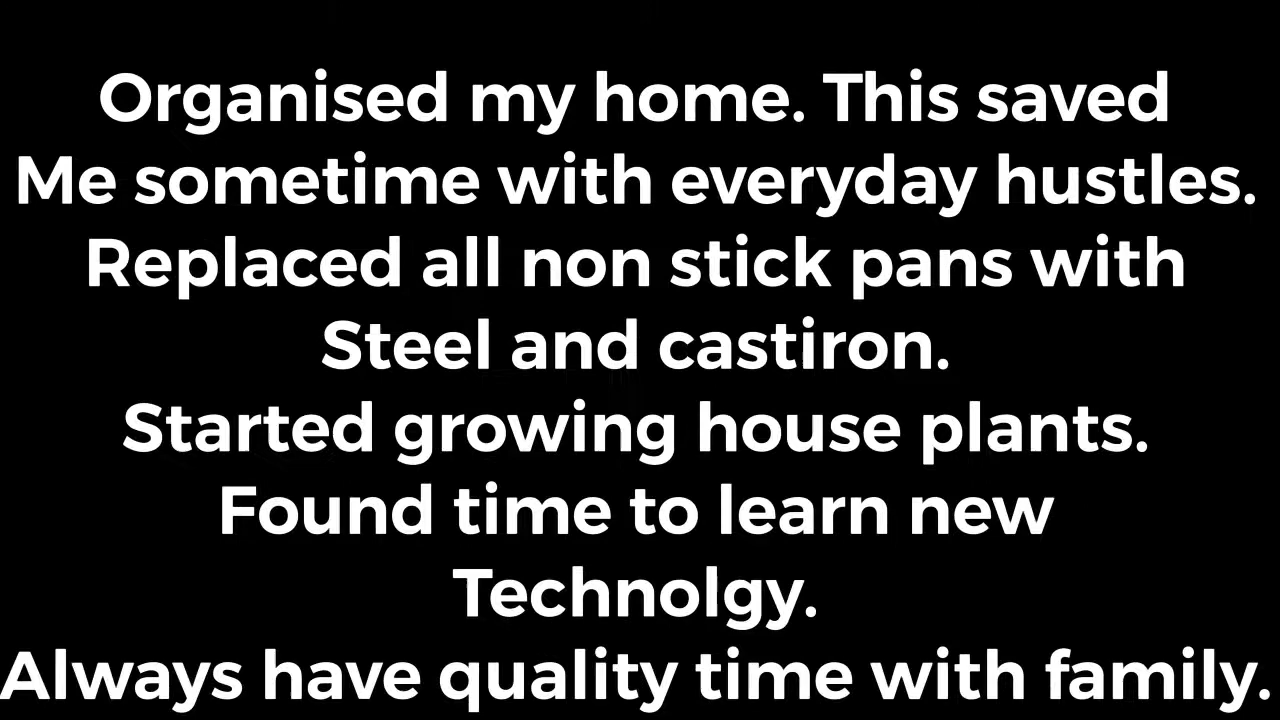 Organised my home. This saved
Me sometime with everyday hustles.
Replaced all non stick pans with
Steel and castiron.
Started growing house plants.
Found time to learn new
Technolgy.
Always have quality time with family.